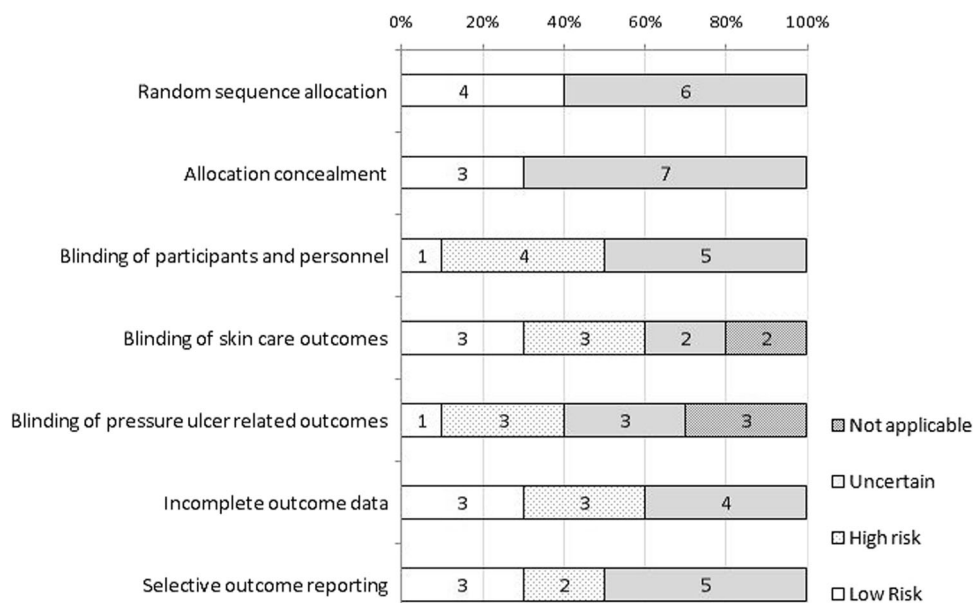 0% 20% 40% 60% 80% 100%
Random sequence allocation 4 6
Allocation concealment 3 7
Blinding of participants and personnel 1 4 5
Blinding of skin care outcomes 3 3 2 2
Blinding of pressure ulcer related outcomes 1 3 3 3
Not applicable
Uncertain
Incomplete outcome data 3 3 4
High risk
Selective outcome reporting 3 2 5
Low Risk